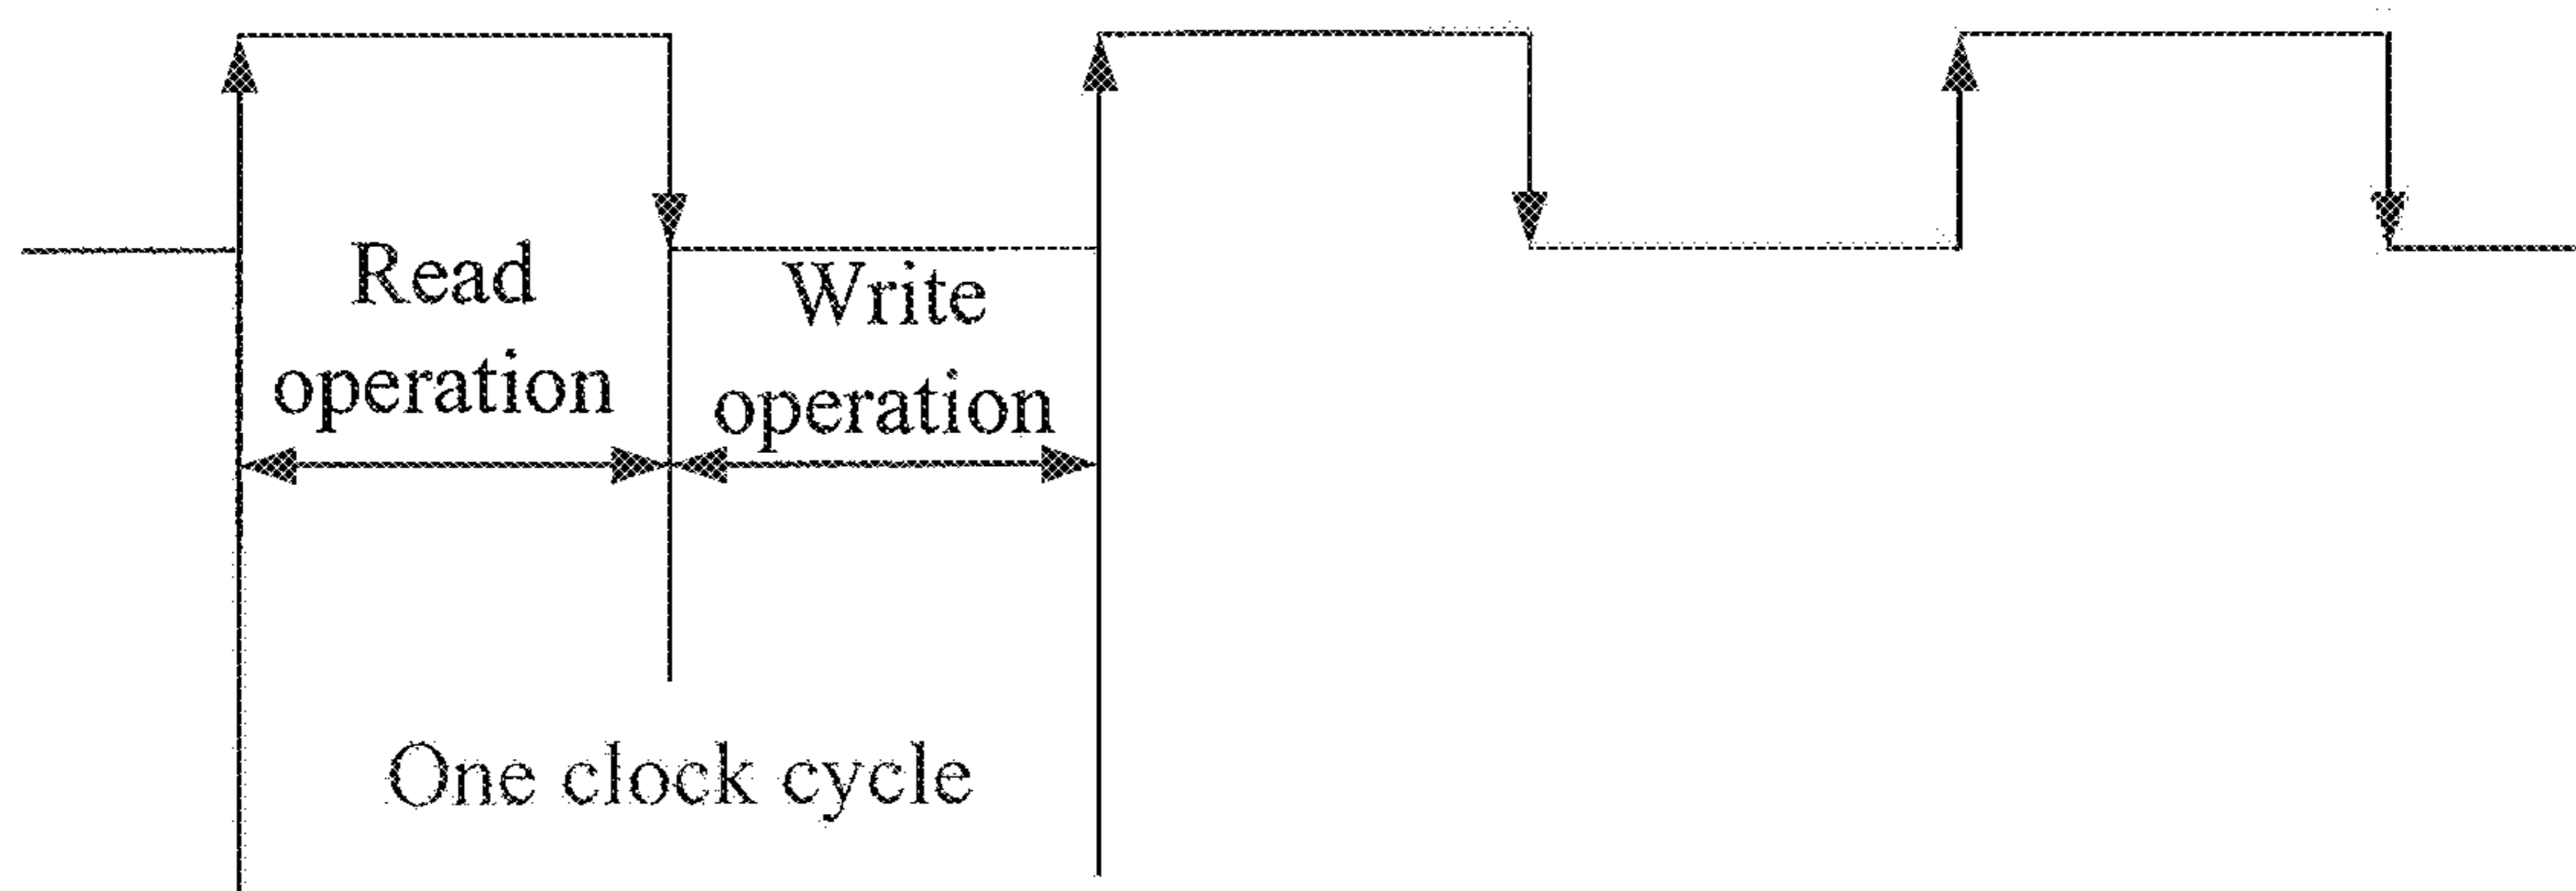 Read
operation
Write
operation
One clock cycle